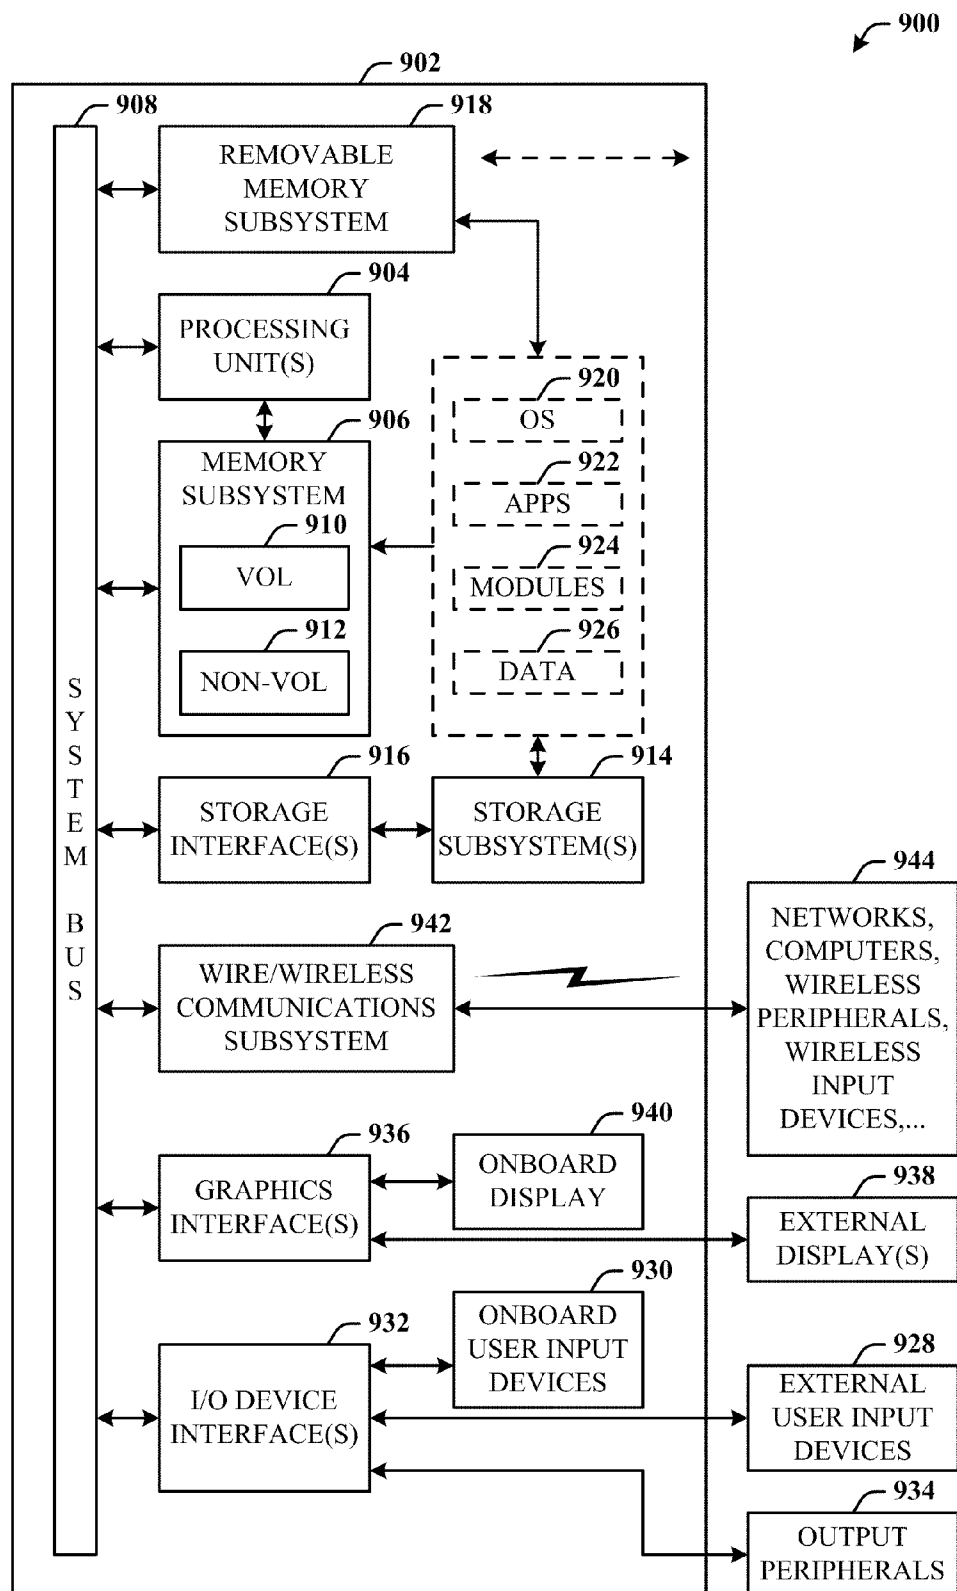 900
902
908
918
REMOVABLE
MEMORY
SUBSYSTEM
904
PROCESSING
UNIT(S)
906
MEMORY
SUBSYSTEM
910
VOL
912
NON-VOL
920
OS
922
APPS
924
MODULES
926
DATA
SYSTEM BUS
916
STORAGE
INTERFACE(S)
914
STORAGE
SUBSYSTEM(S)
942
WIRE/WIRELESS
COMMUNICATIONS
SUBSYSTEM
944
NETWORKS,
COMPUTERS,
WIRELESS
PERIPHERALS,
WIRELESS
INPUT
DEVICES,...
936
GRAPHICS
INTERFACE(S)
940
ONBOARD
DISPLAY
938
EXTERNAL
DISPLAY(S)
932
I/O DEVICE
INTERFACE(S)
930
ONBOARD
USER INPUT
DEVICES
928
EXTERNAL
USER INPUT
DEVICES
934
OUTPUT
PERIPHERALS